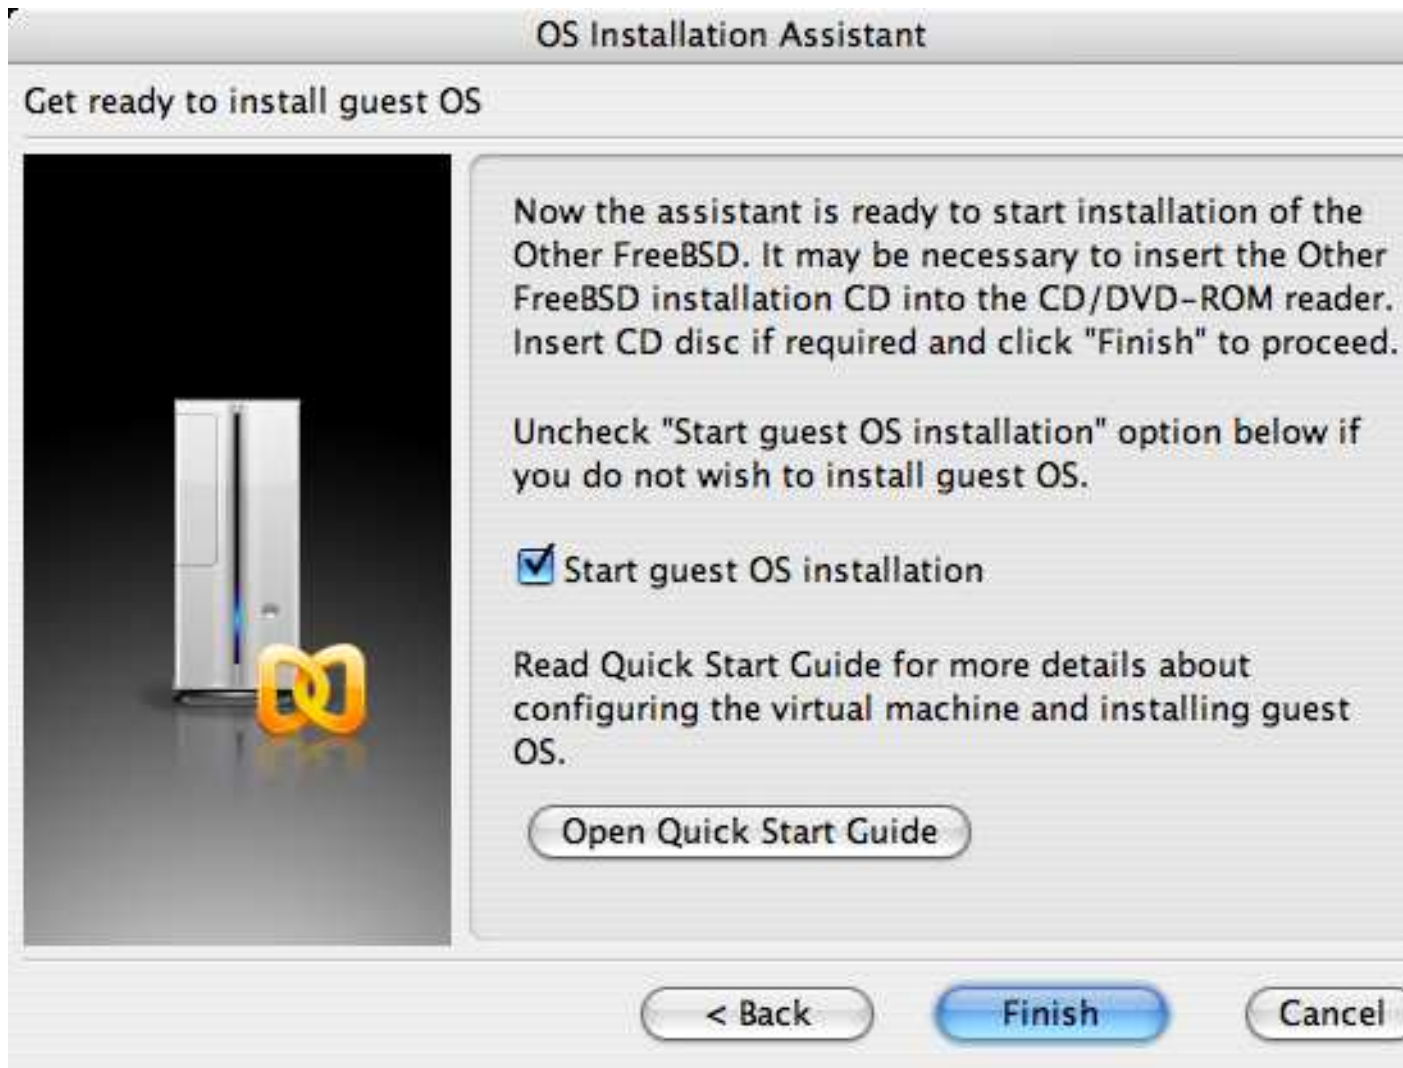 OS Installation Assistant
Get ready to install guest OS
Now the assistant is ready to start installation of the
Other FreeBSD. It may be necessary to insert the Other
FreeBSD installation CD into the CD/DVD-ROM reader.
Insert CD disc if required and click "Finish" to proceed.
Uncheck "Start guest OS installation" option below if
you do not wish to install guest OS.
Start guest OS installation
Read Quick Start Guide for more details about
configuring the virtual machine and installing guest
OS.
Open Quick Start Guide
< Back
Finish
Cancel